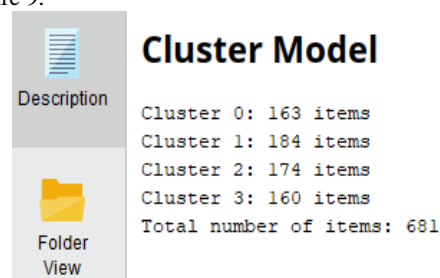 Cluster Model
Description
Cluster 0: 163 items
Cluster 1: 184 items
Cluster 2: 174 items
Cluster 3: 160 items
Total number of items: 681
Folder
View